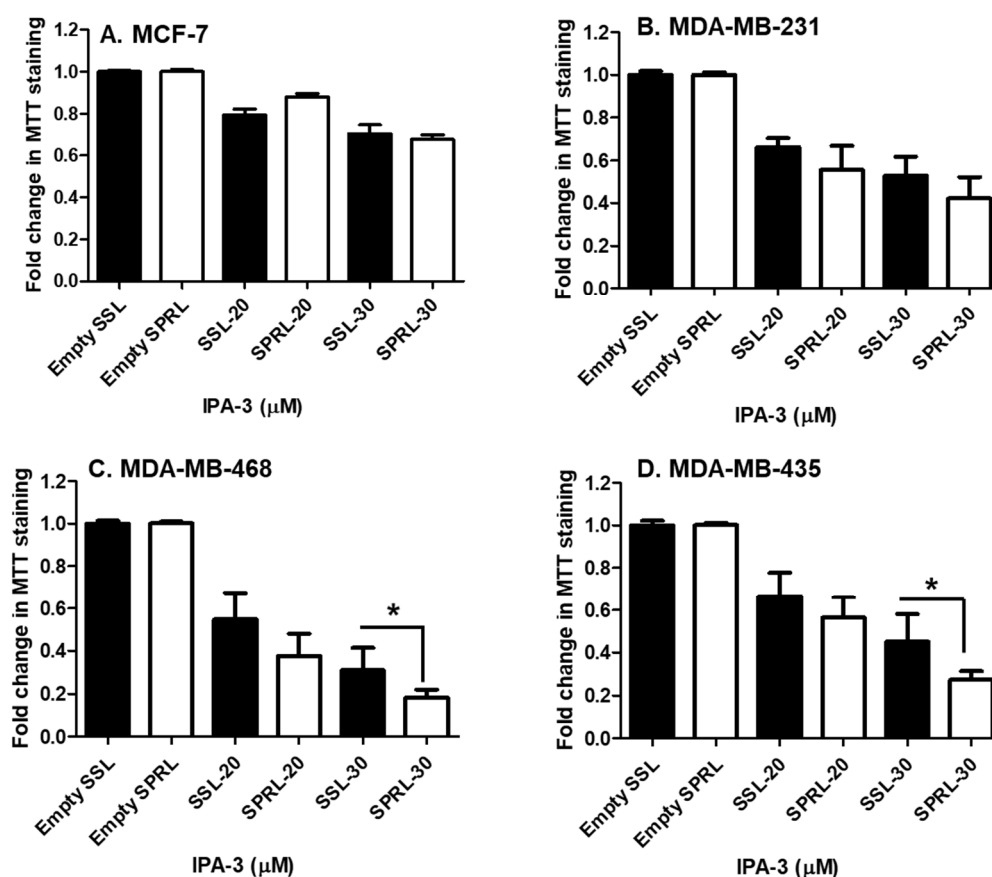 A. MCF-7
Fold change in MTT staining
1.2
1.0
0.8
0.6
0.4
0.2
0.0
Empty SSL
Empty SPRL
SSL-20
SPRL-20
SSL-30
SPRL-30
IPA-3 (μM)
B. MDA-MB-231
Fold change in MTT staining
1.2
1.0
0.8
0.6
0.4
0.2
0.0
Empty SSL
Empty SPRL
SSL-20
SPRL-20
SSL-30
SPRL-30
IPA-3 (μM)
C. MDA-MB-468
Fold change in MTT staining
1.2
1.0
0.8
0.6
0.4
0.2
0.0
*
Empty SSL
Empty SPRL
SSL-20
SPRL-20
SSL-30
SPRL-30
IPA-3 (μM)
D. MDA-MB-435
Fold change in MTT staining
1.2
1.0
0.8
0.6
0.4
0.2
0.0
*
Empty SSL
Empty SPRL
SSL-20
SPRL-20
SSL-30
SPRL-30
IPA-3 (μM)